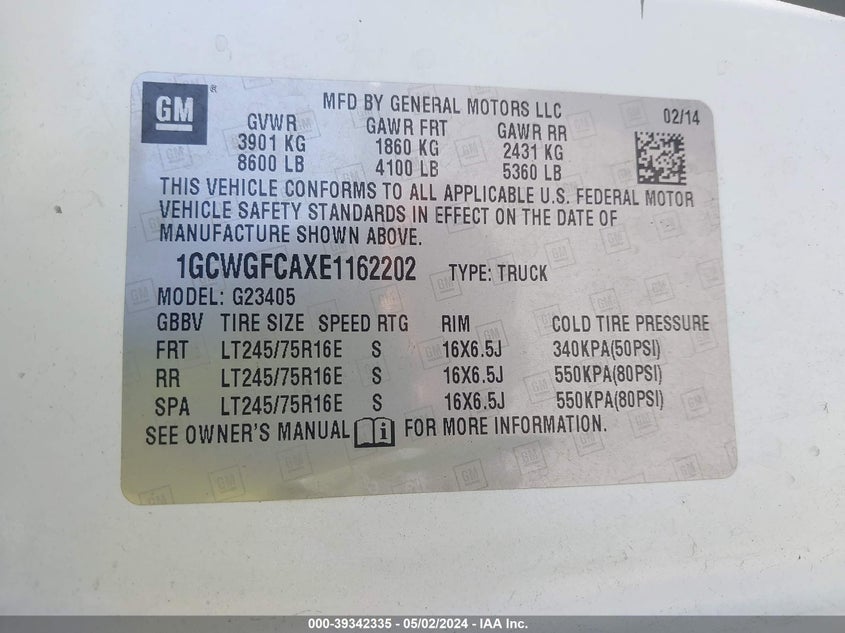 GM ®
MFD BY GENERAL MOTORS LLC 02/14
GVWR GAWR FRT GAWR RR
3901 KG 1860 KG 2431 KG
8600 LB 4100 LB 5360 LB
THIS VEHICLE CONFORMS TO ALL APPLICABLE U.S. FEDERAL MOTOR
VEHICLE SAFETY STANDARDS IN EFFECT ON THE DATE OF
MANUFACTURE SHOWN ABOVE.
1GCWGFCAXE1162202 TYPE: TRUCK
MODEL: G23405
GBBV TIRE SIZE SPEED RTG RIM COLD TIRE PRESSURE
FRT LT245/75R16E S 16X6.5J 340KPA(50PSI)
RR LT245/75R16E S 16X6.5J 550KPA(80PSI)
SPA LT245/75R16E S 16X6.5J 550KPA(80PSI)
SEE OWNER'S MANUAL FOR MORE INFORMATION.
000-39342335 - 05/02/2024 - IAA Inc.